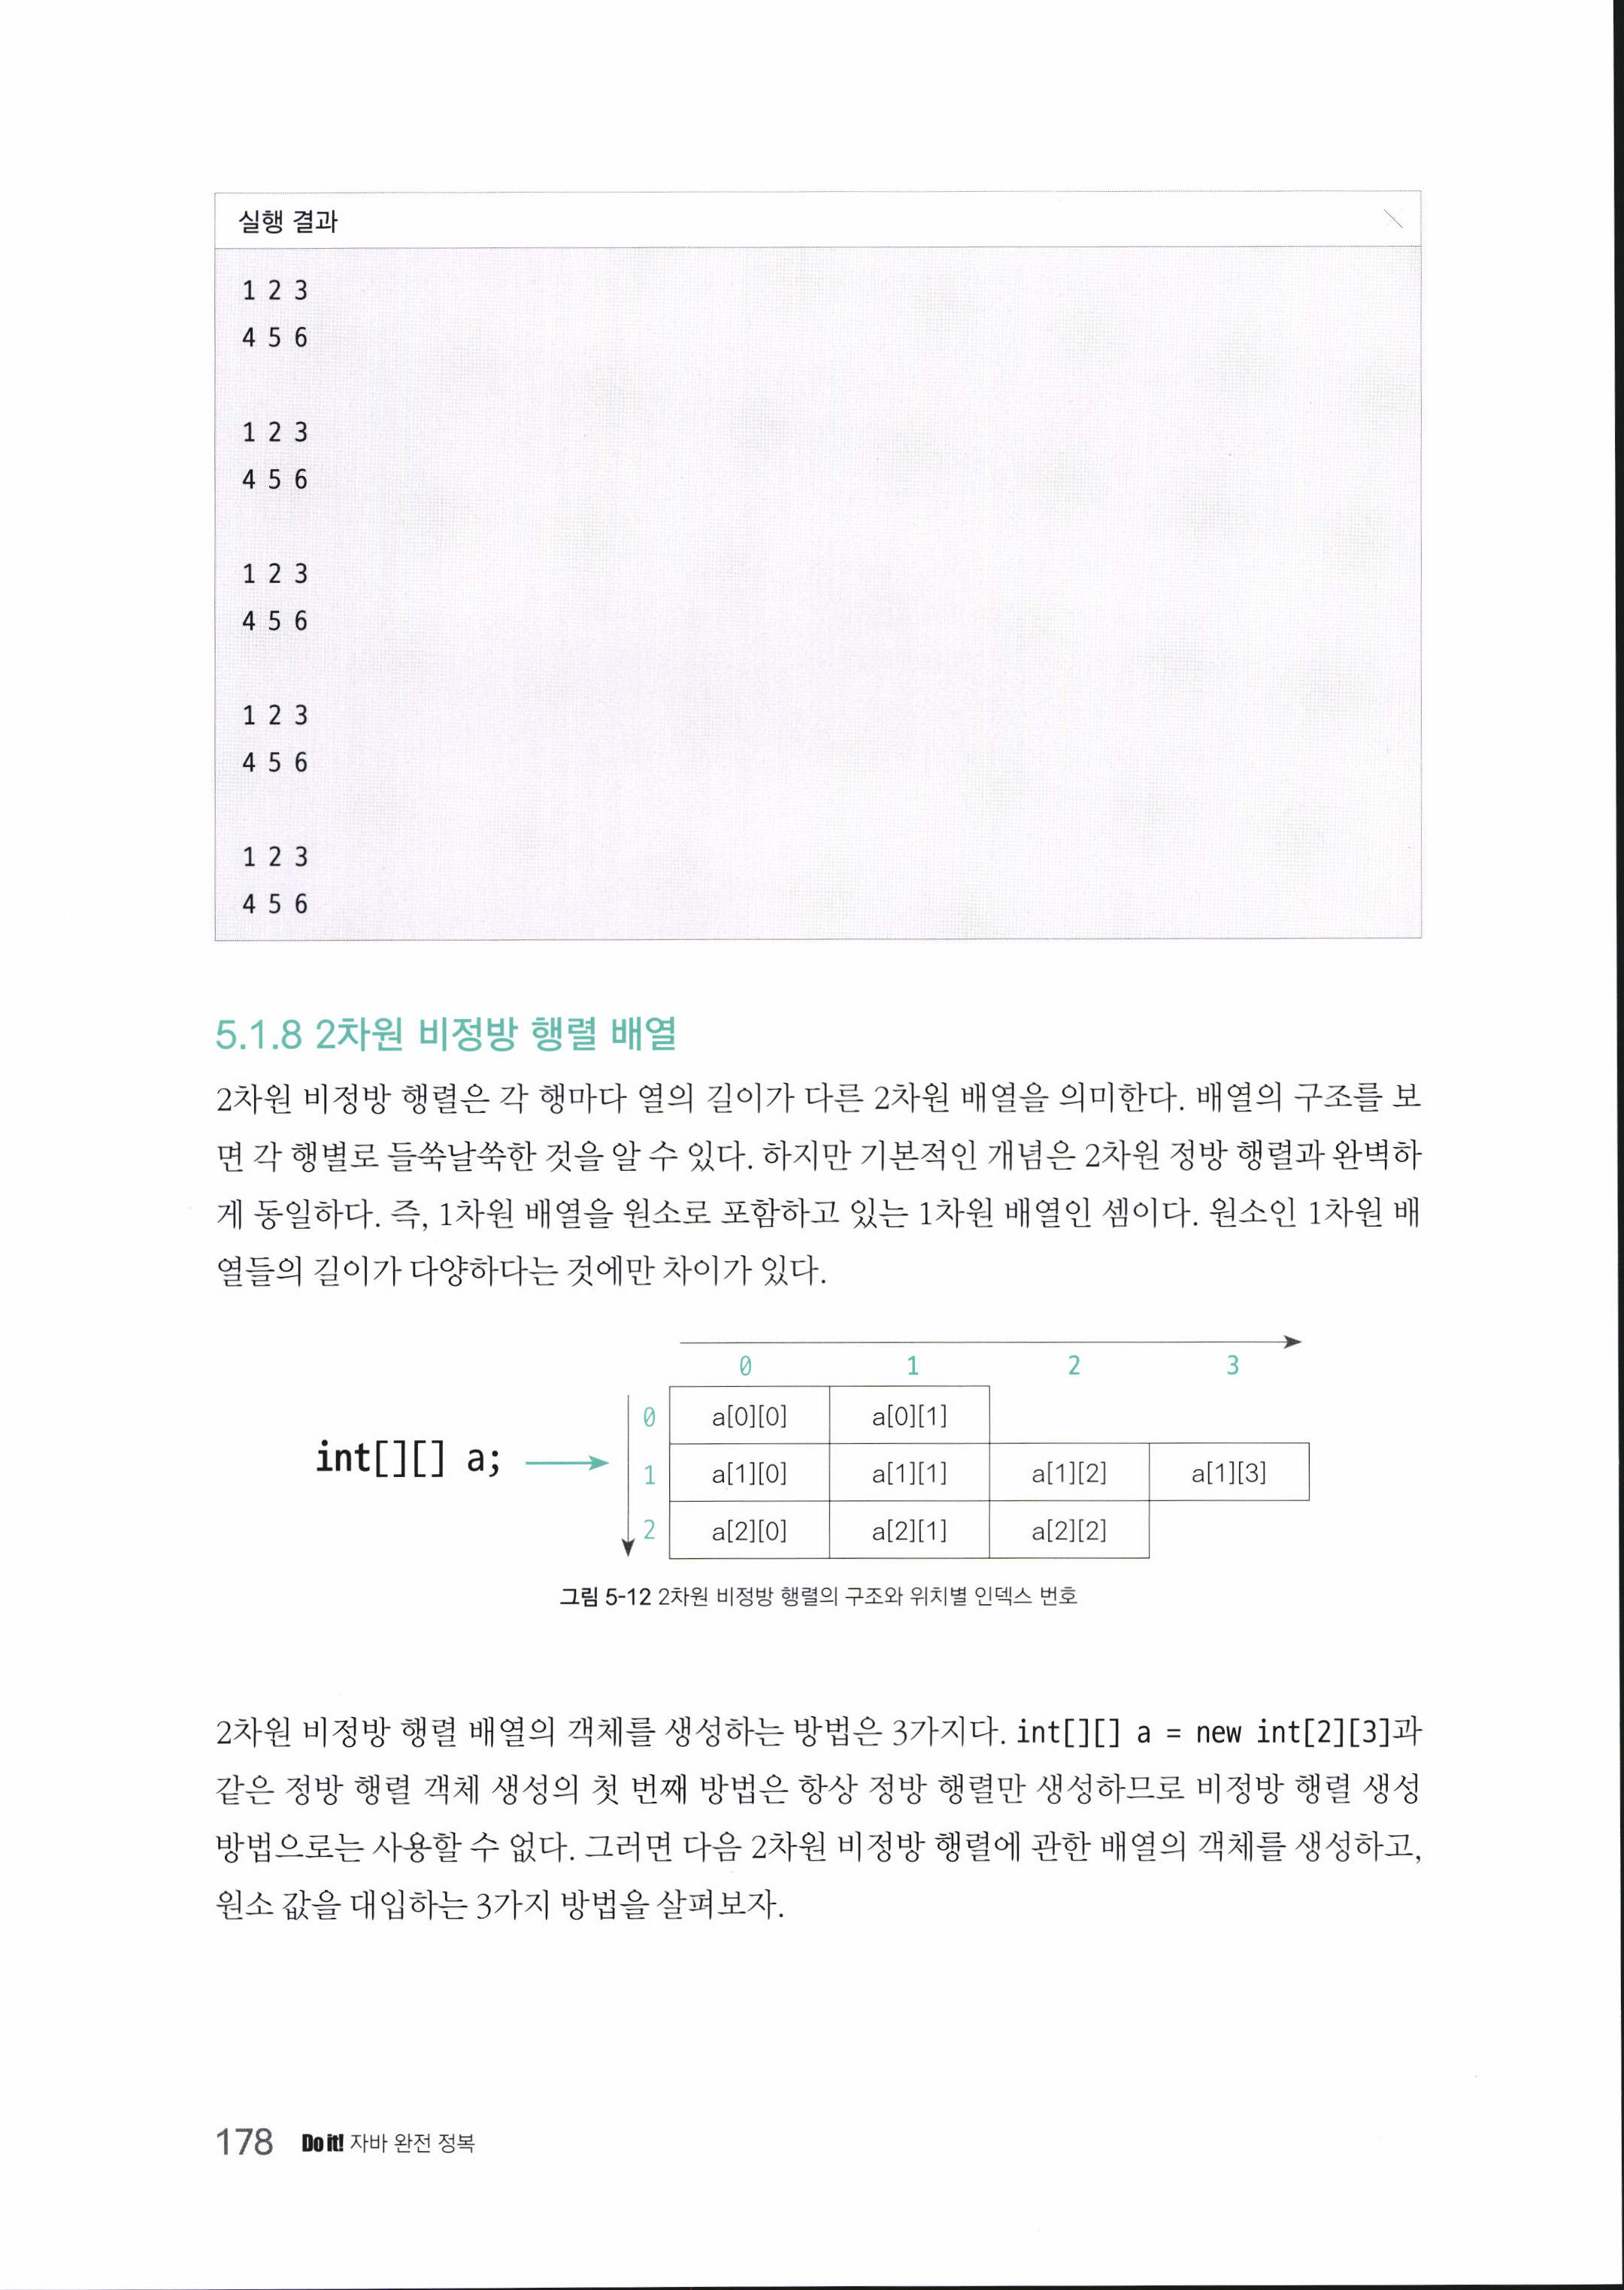 실행 결과
1 2 3
4 5 6
1 2 3
4 5 6
1 2 3
4 5 6
1 2 3
4 5 6
1 2 3
4 5 6
5.1.8 2차원 비정방 행렬 배열
2차원 비정방 행렬은 각 행마다 열의 길이가 다른 2차원 배열을 의미한다. 배열의 구조를 보
면 각 행별로 들쑥날쑥한 것을 알 수 있다. 하지만 기본적인 개념은 2차원 정방 행렬과 완벽하
게 동일하다. 즉, 1차원 배열을 원소로 포함하고 있는 1차원 배열인 셈이다. 원소인 1차원 배
열들의 길이가 다양하다는 것에만 차이가 있다.
0 1 2 3
0 a[0][0] a[0][1]
int[][] a;
1 a[1][0] a[1][1] a[1][2] a[1][3]
2 a[2][0] a[2][1] a[2][2]
그림 5-12 2차원 비정방 행렬의 구조와 위치별 인덱스 번호
2차원 비정방 행렬 배열의 객체를 생성하는 방법은 3가지다. int[][] a = new int[2][3]과
같은 정방 행렬 객체 생성의 첫 번째 방법은 항상 정방 행렬만 생성하므로 비정방 행렬 생성
방법으로는 사용할 수 없다. 그러면 다음 2차원 비정방 행렬에 관한 배열의 객체를 생성하고,
원소 값을 대입하는 3가지 방법을 살펴보자.
178 Do it! 자바 완전 정복